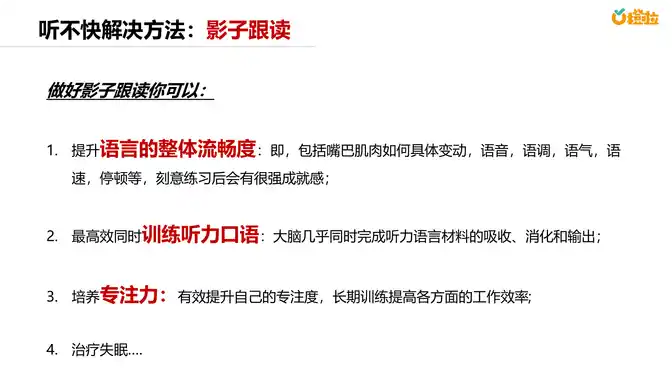 听不快解决方法：影子跟读
做好影子跟读你可以：
1. 提升语言的整体流畅度：即，包括嘴巴肌肉如何具体变动，语音，语调，语气，语
速，停顿等，刻意练习后会有很强成就感；
2. 最高效同时训练听力口语：大脑几乎同时完成听力语言材料的吸收、消化和输出；
3. 培养专注力：有效提升自己的专注度，长期训练提高各方面的工作效率;
4. 治疗失眠....